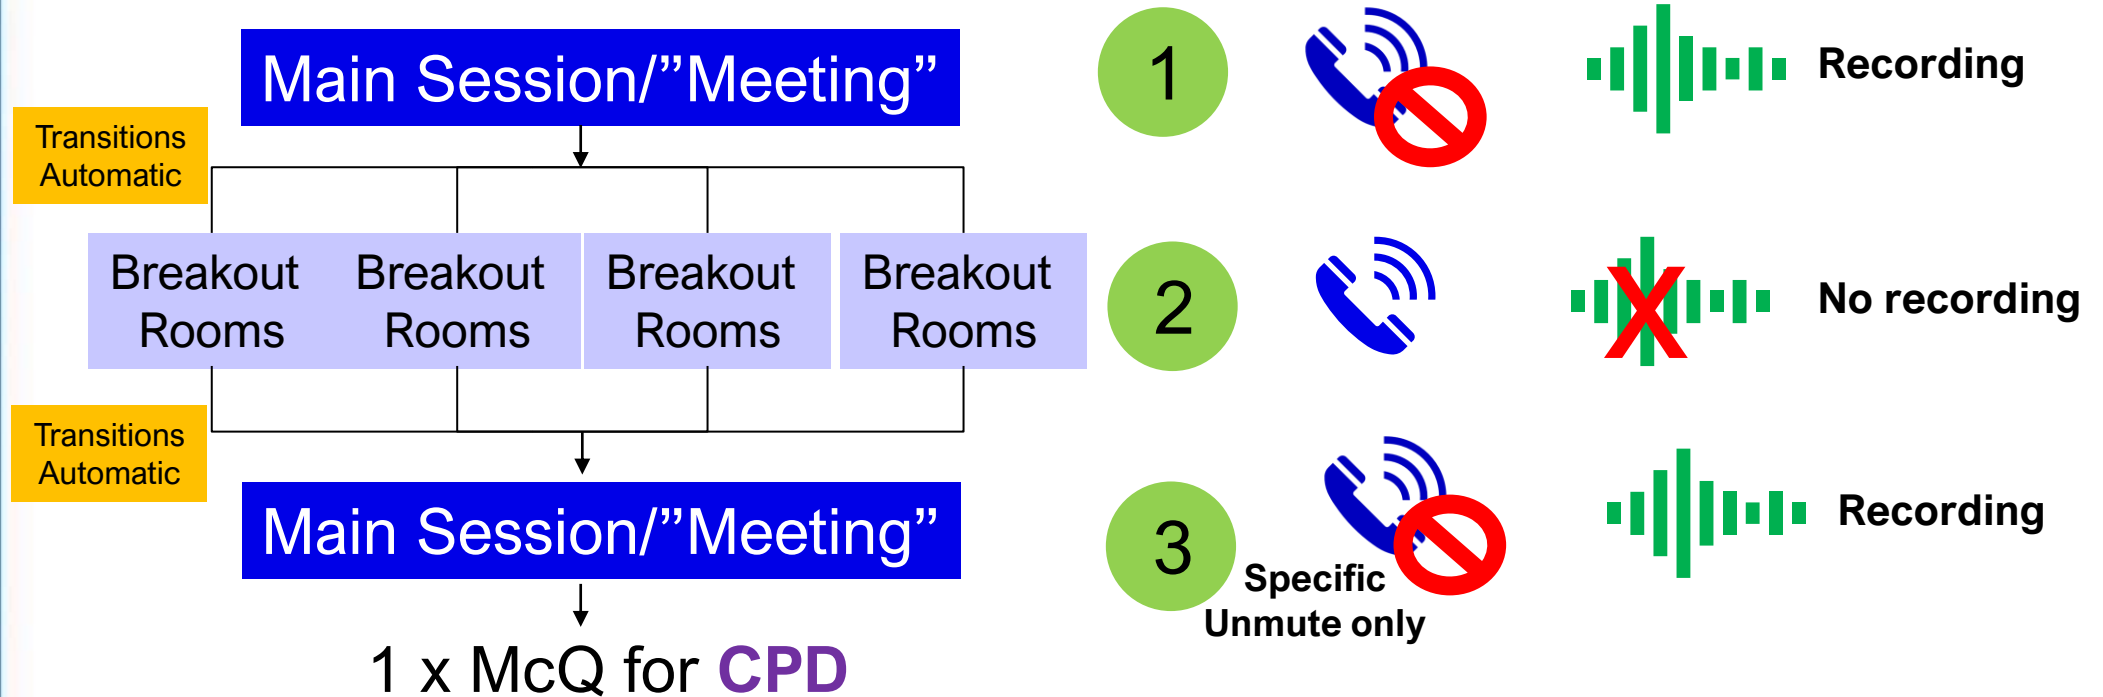 Main Session/”Meeting”
1
Recording
Transitions
Automatic
Breakout
Rooms
Breakout
Rooms
Breakout
Rooms
Breakout
Rooms
2
X
No recording
Transitions
Automatic
Main Session/”Meeting”
3
Specific
Unmute only
Recording
1 x McQ for CPD